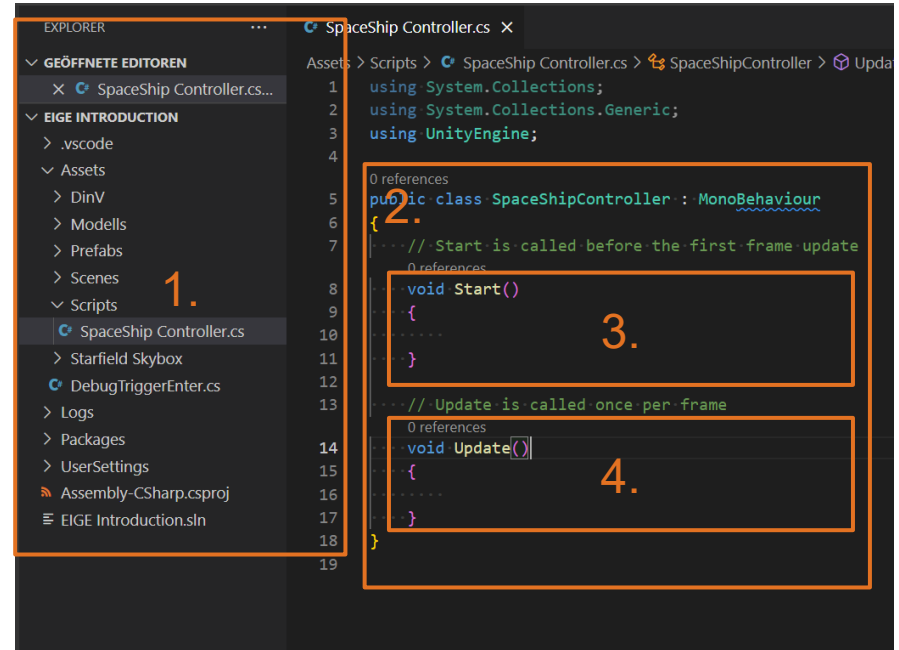 EXPLORER ...
GEÖFFNETE EDITOREN
SpaceShip Controller.cs...
EIGE INTRODUCTION
.vscode
Assets
DinV
Modells
Prefabs
Scenes
1.
Scripts
SpaceShip Controller.cs
Starfield Skybox
DebugTriggerEnter.cs
Logs
Packages
UserSettings
Assembly-CSharp.csproj
EIGE Introduction.sln
SpaceShip Controller.cs
Assets > Scripts > SpaceShip Controller.cs > SpaceShipController >
1 using System.Collections;
2 using System.Collections.Generic;
3 using UnityEngine;
4
0 references
5 public class SpaceShipController : MonoBehaviour
2.
6 {
7 // Start is called before the first frame update
0 references
8 void Start()
9 {
3.
10
11 }
12
13 // Update is called once per frame
0 references
14 void Update()
15 {
4.
16
17 }
18 }
19